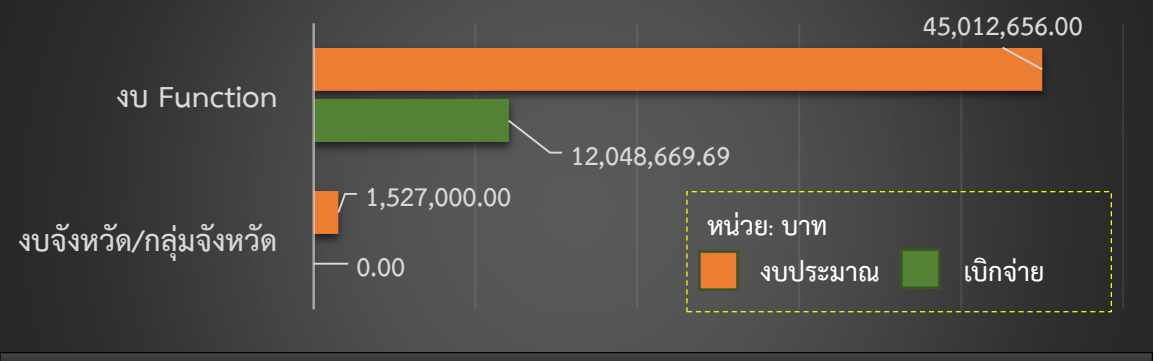 45,012,656.00
งบ Function
12,048,669.69
1,527,000.00
งบจังหวัด/กลุ่มจังหวัด
0.00
หน่วย: บาท
งบประมาณ เบิกจ่าย